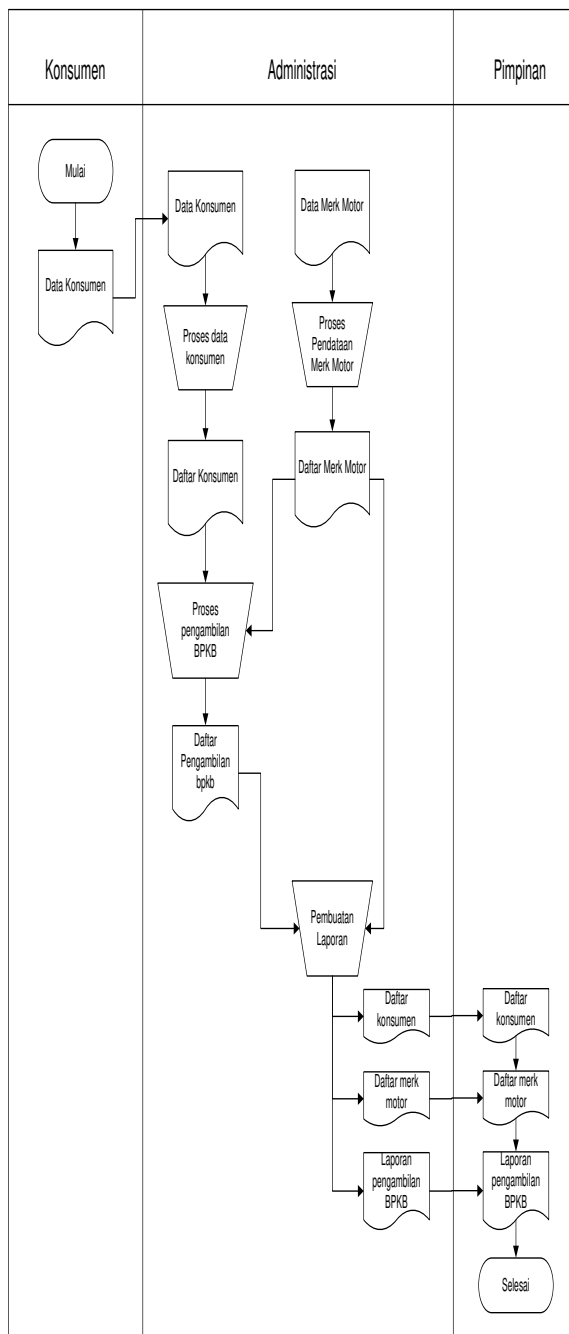 Konsumen
Administrasi
Pimpinan
Mulai
Data Konsumen
Data Konsumen
Data Merk Motor
Proses data
konsumen
Proses
Pendataan
Merk Motor
Daftar Konsumen
Daftar Merk Motor
Proses
pengambilan
BPKB
Daftar
Pengambilan
bpkb
Pembuatan
Laporan
Daftar
konsumen
Daftar
konsumen
Daftar merk
motor
Daftar merk
motor
Laporan
pengambilan
BPKB
Laporan
pengambilan
BPKB
Selesai